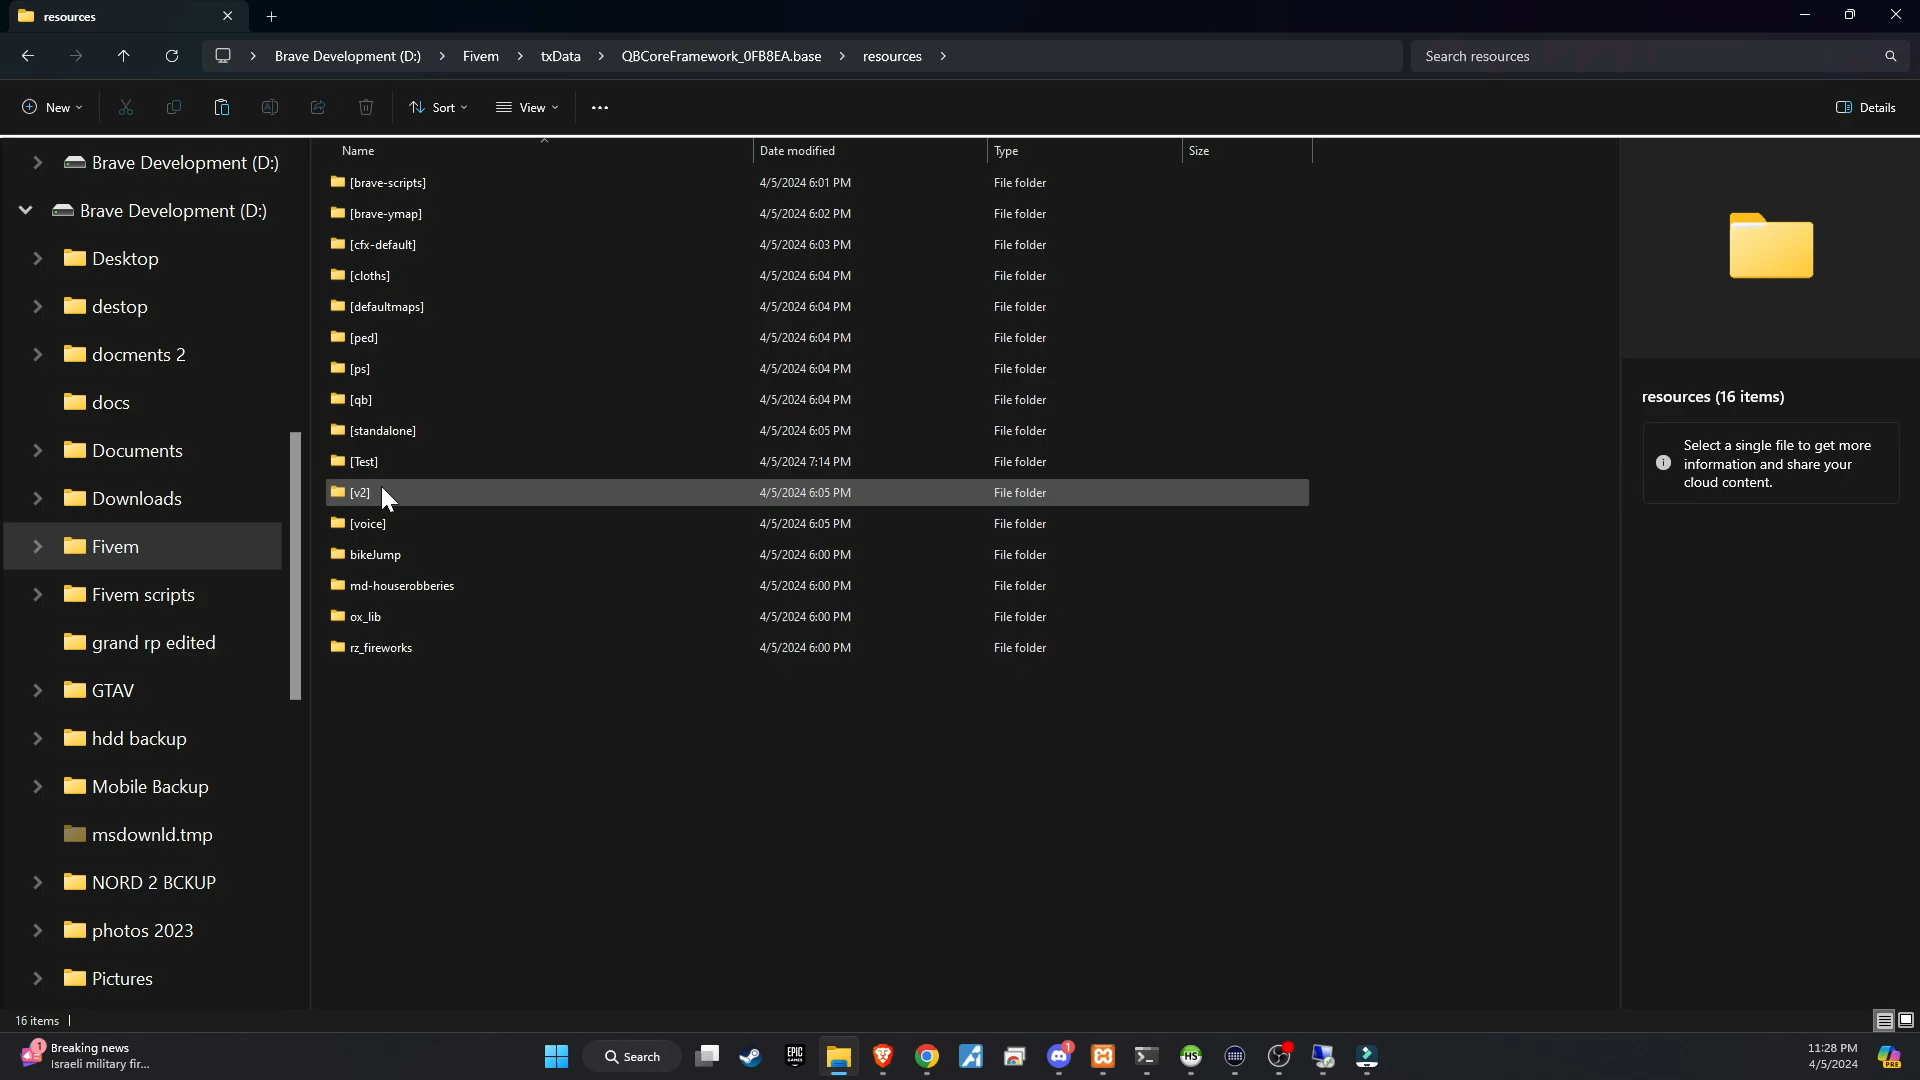 resources
Brave Development (D:) > Fivem > txData > QBCoreFramework_0FB8EA.base > resources >
Search resources
New
Sort
View
Details
Name
Date modified
Type
Size
Brave Development (D:)
Brave Development (D:)
Desktop
destop
docments 2
docs
Documents
Downloads
Fivem
Fivem scripts
grand rp edited
GTAV
hdd backup
Mobile Backup
msdownld.tmp
NORD 2 BCKUP
photos 2023
Pictures
[brave-scripts] 4/5/2024 6:01 PM File folder
[brave-ymap] 4/5/2024 6:02 PM File folder
[cfx-default] 4/5/2024 6:03 PM File folder
[cloths] 4/5/2024 6:04 PM File folder
[defaultmaps] 4/5/2024 6:04 PM File folder
[ped] 4/5/2024 6:04 PM File folder
[ps] 4/5/2024 6:04 PM File folder
[qb] 4/5/2024 6:04 PM File folder
[standalone] 4/5/2024 6:05 PM File folder
[Test] 4/5/2024 7:14 PM File folder
[v2] 4/5/2024 6:05 PM File folder
[voice] 4/5/2024 6:05 PM File folder
bikeJump 4/5/2024 6:00 PM File folder
md-houserobberies 4/5/2024 6:00 PM File folder
ox_lib 4/5/2024 6:00 PM File folder
rz_fireworks 4/5/2024 6:00 PM File folder
resources (16 items)
Select a single file to get more
information and share your
cloud content.
16 items
1
Breaking news
Israeli military fir...
Search
EPIC
GAMES
1
HS
11:28 PM
4/5/2024
PRE